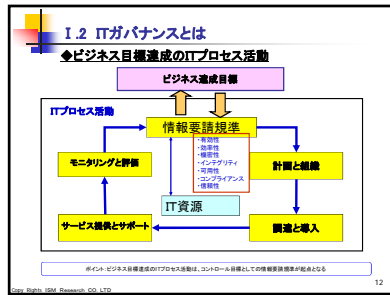 Ⅰ.2 ITガバナンスとは
◆ビジネス目標達成のITプロセス活動
ビジネス達成目標
ITプロセス活動
情報要請規準
・有効性
・効率性
・機密性
・インテグリティ
・可用性
・コンプライアンス
・信頼性
モニタリングと評価
計画と組織
IT資源
サービス提供とサポート
調達と導入
ポイント:ビジネス目標達成のITプロセス活動は、コントロール目標としての情報要請規準が起点となる
12
Copy Rights ISM Research CO. LTD